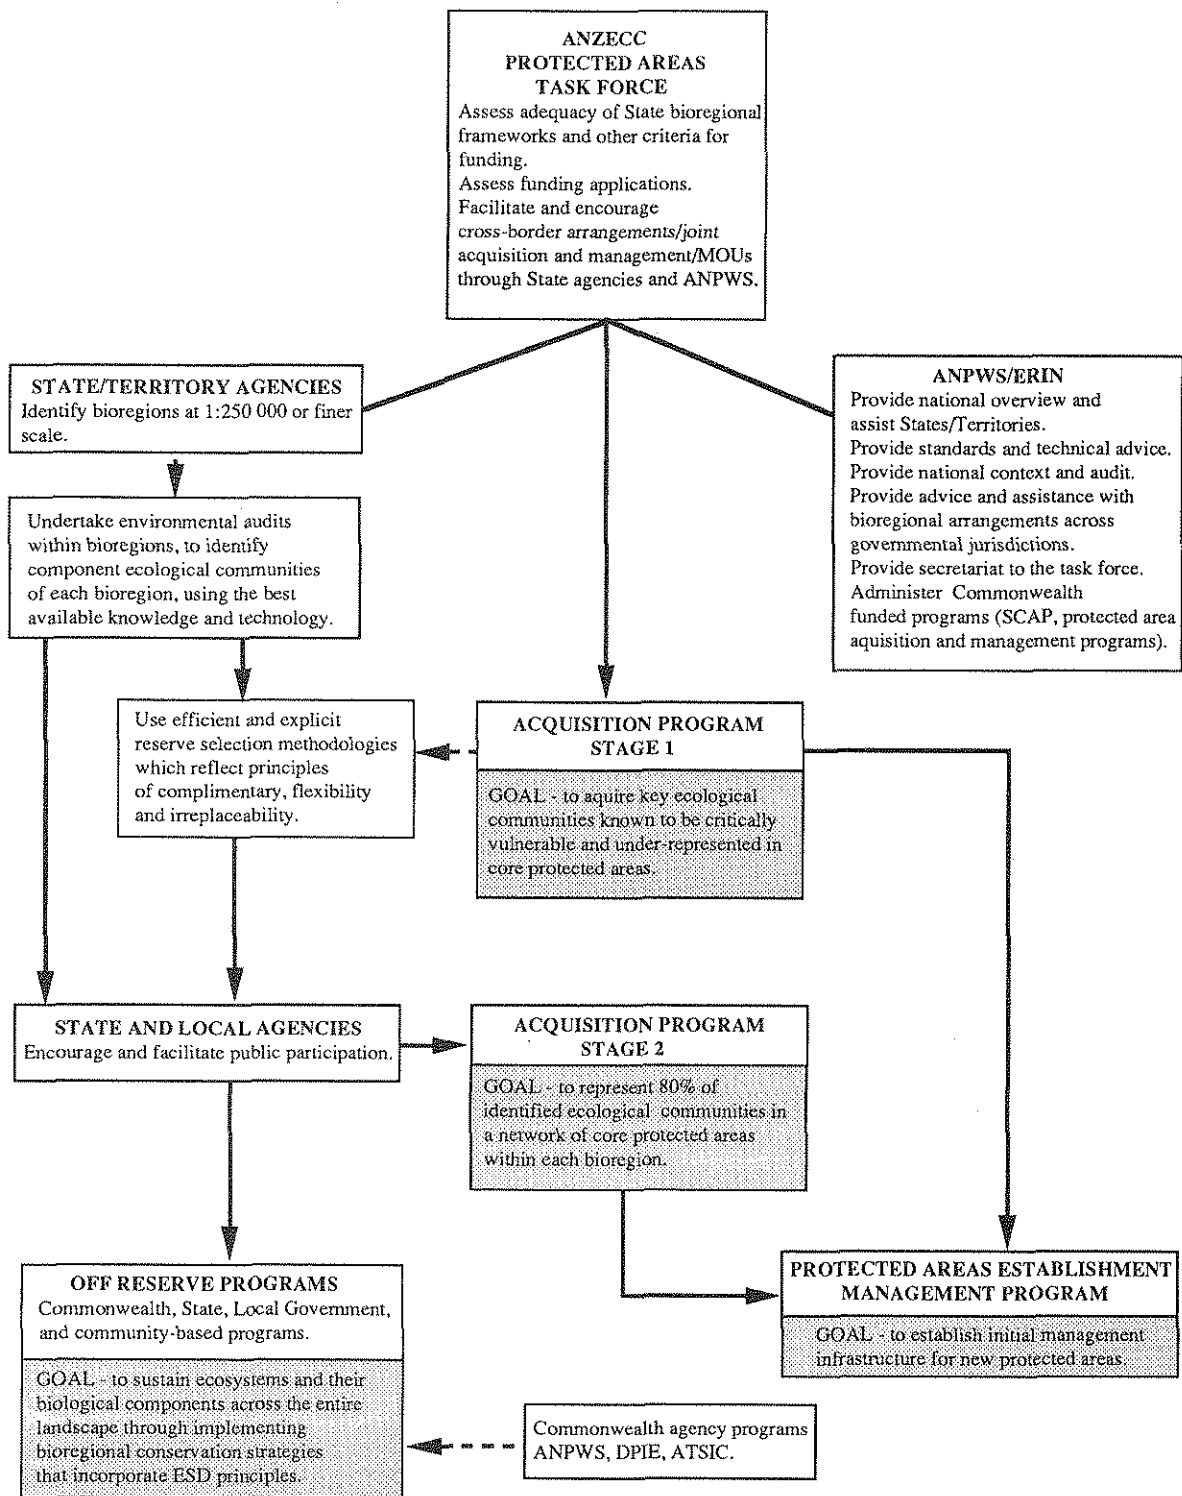 ANZECC
PROTECTED AREAS
TASK FORCE
Assess adequacy of State bioregional
frameworks and other criteria for
funding.
Assess funding applications.
Facilitate and encourage
cross-border arrangements/joint
acquisition and management/MOUs
through State agencies and ANPWS.
STATE/TERRITORY AGENCIES
Identify bioregions at 1:250 000 or finer
scale.
ANPWS/ERIN
Provide national overview and
assist States/Territories.
Provide standards and technical advice.
Provide national context and audit.
Provide advice and assistance with
bioregional arrangements across
governmental jurisdictions.
Provide secretariat to the task force.
Administer Commonwealth
funded programs (SCAP, protected area
aquisition and management programs).
Undertake environmental audits
within bioregions, to identify
component ecological communities
of each bioregion, using the best
available knowledge and technology.
Use efficient and explicit
reserve selection methodologies
which reflect principles
of complimentary, flexibility
and irreplaceability.
ACQUISITION PROGRAM
STAGE 1
GOAL - to aquire key ecological
communities known to be critically
vulnerable and under-represented in
core protected areas.
STATE AND LOCAL AGENCIES
Encourage and facilitate public participation.
ACQUISITION PROGRAM
STAGE 2
GOAL - to represent 80% of
identified ecological communities in
a network of core protected areas
within each bioregion.
OFF RESERVE PROGRAMS
Commonwealth, State, Local Government,
and community-based programs.
GOAL - to sustain ecosystems and their
biological components across the entire
landscape through implementing
bioregional conservation strategies
that incorporate ESD principles.
PROTECTED AREAS ESTABLISHMENT
MANAGEMENT PROGRAM
GOAL - to establish initial management
infrastructure for new protected areas.
Commonwealth agency programs
ANPWS, DPIE, ATSIC.